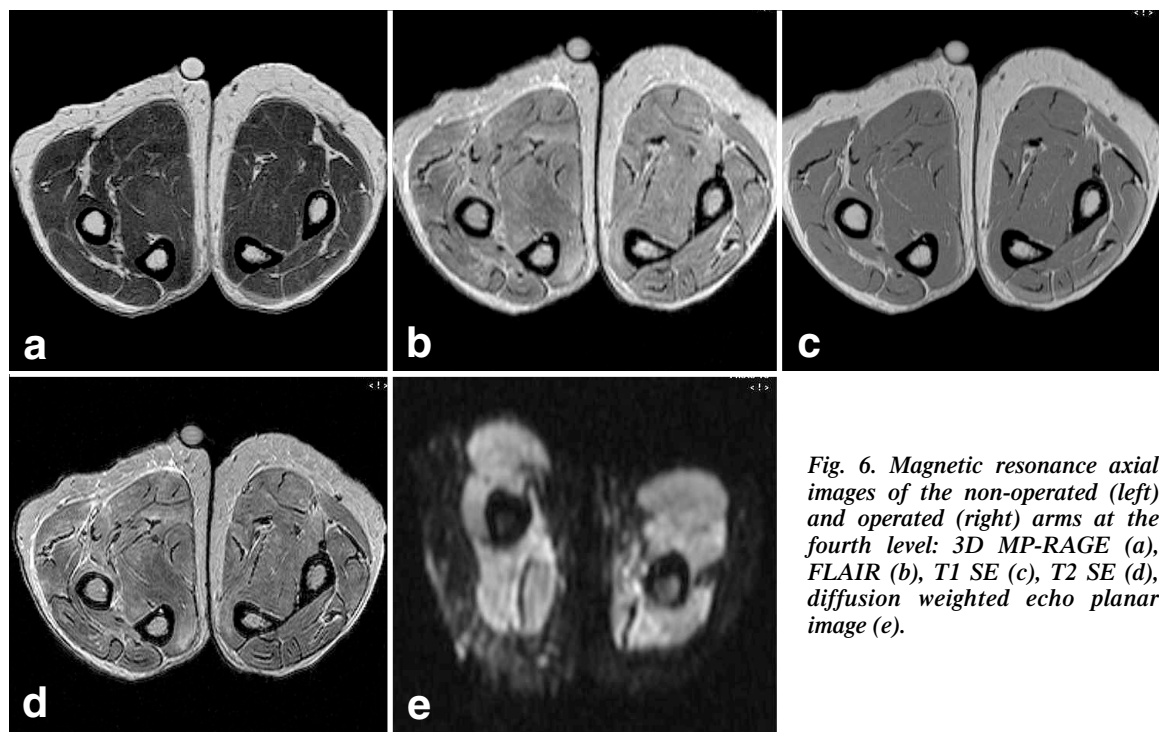 <!>
<!>
a
b
c
<!>
<!>
d
e
Fig. 6. Magnetic resonance axial
images of the non-operated (left)
and operated (right) arms at the
fourth level: 3D MP-RAGE (a),
FLAIR (b), T1 SE (c), T2 SE (d),
diffusion weighted echo planar
image (e).